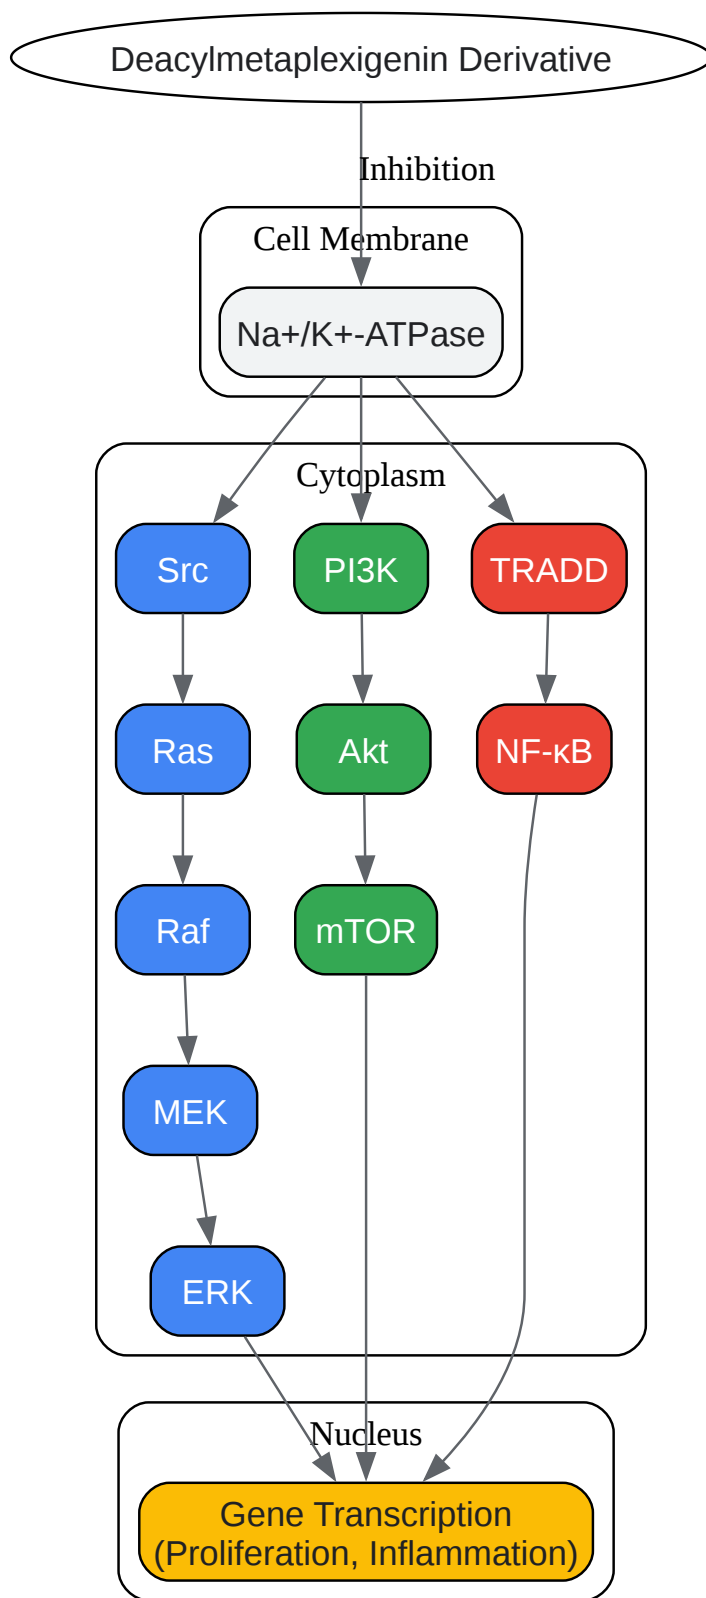 Deacylmetaplexigenin Derivative
Inhibition
Cell Membrane
Na+/K+-ATPase
Cytoplasm
Src
PI3K
TRADD
Ras
Akt
NF-κB
Raf
mTOR
MEK
ERK
Nucleus
Gene Transcription
(Proliferation, Inflammation)